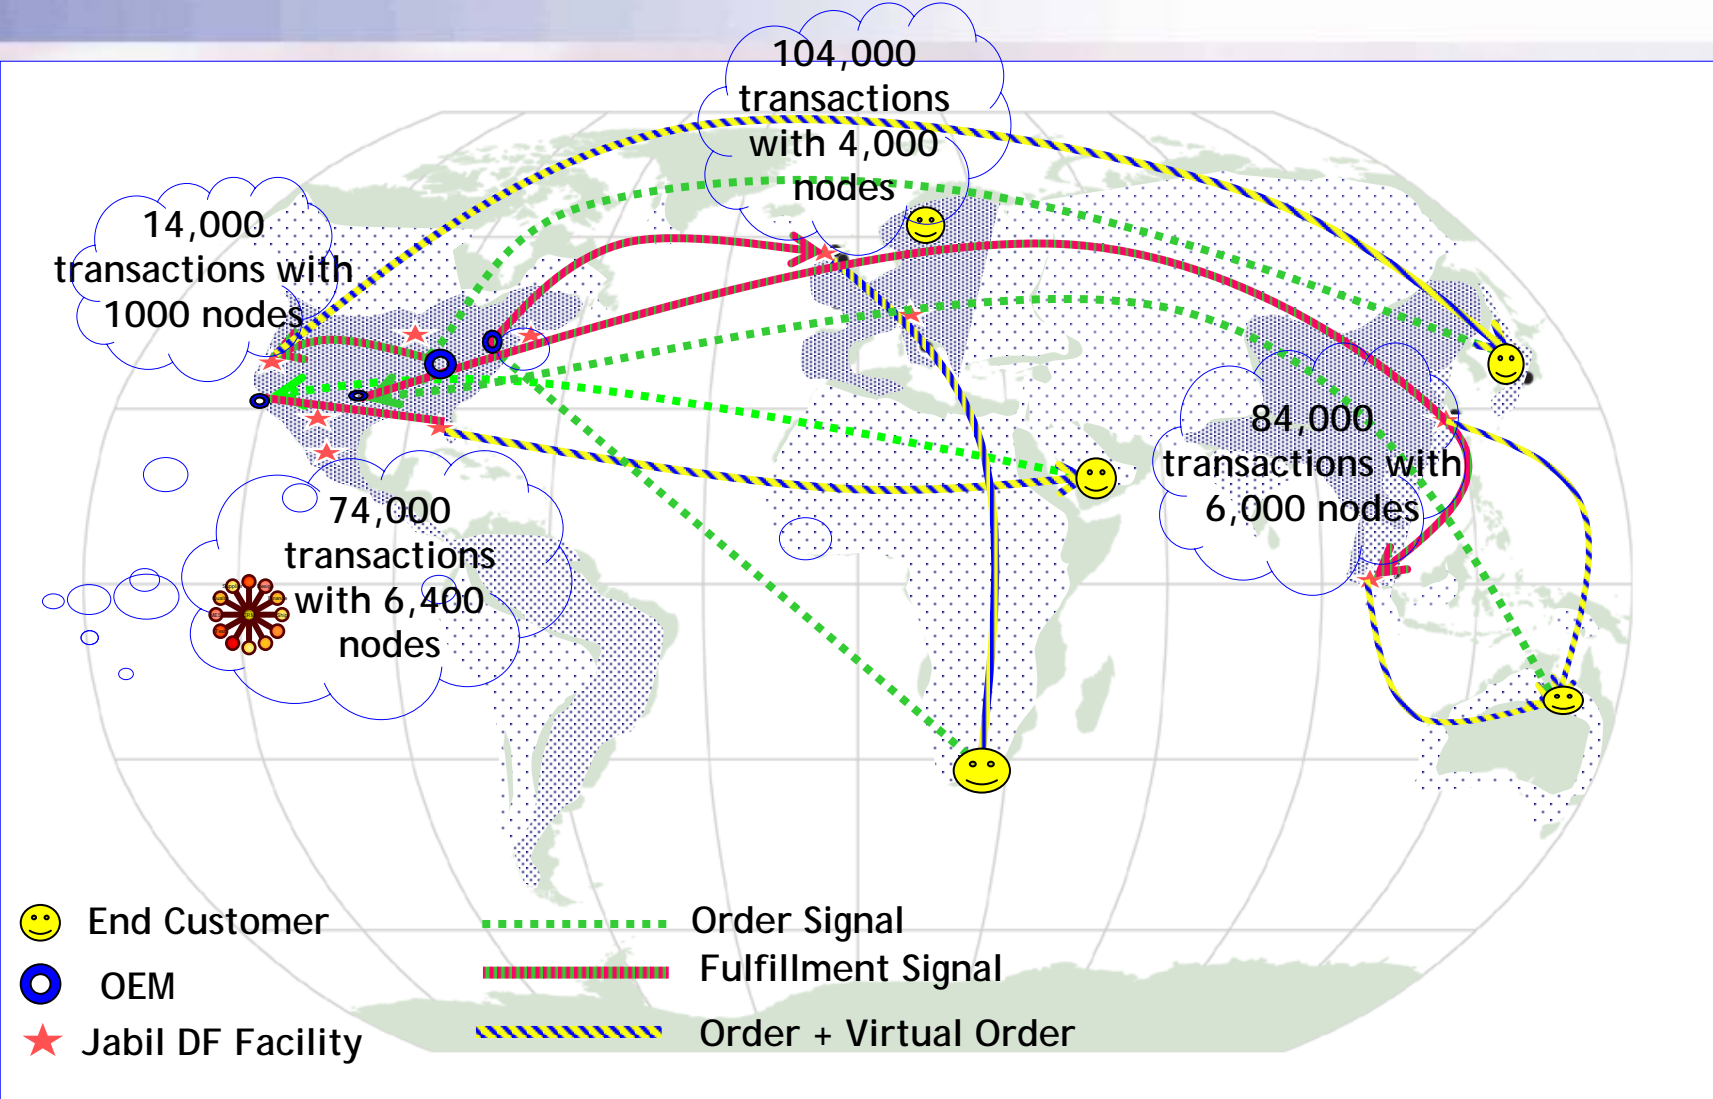 104,000
transactions
with 4,000
nodes
14,000
transactions with
1000 nodes
84,000
transactions with
6,000 nodes
74,000
transactions
with 6,400
nodes
End Customer
OEM
Jabil DF Facility
Order Signal
Fulfillment Signal
Order + Virtual Order